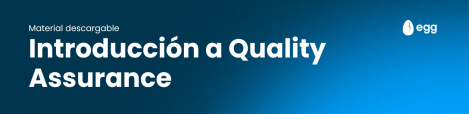 Material descargable
egg
Introducción a Quality
Assurance